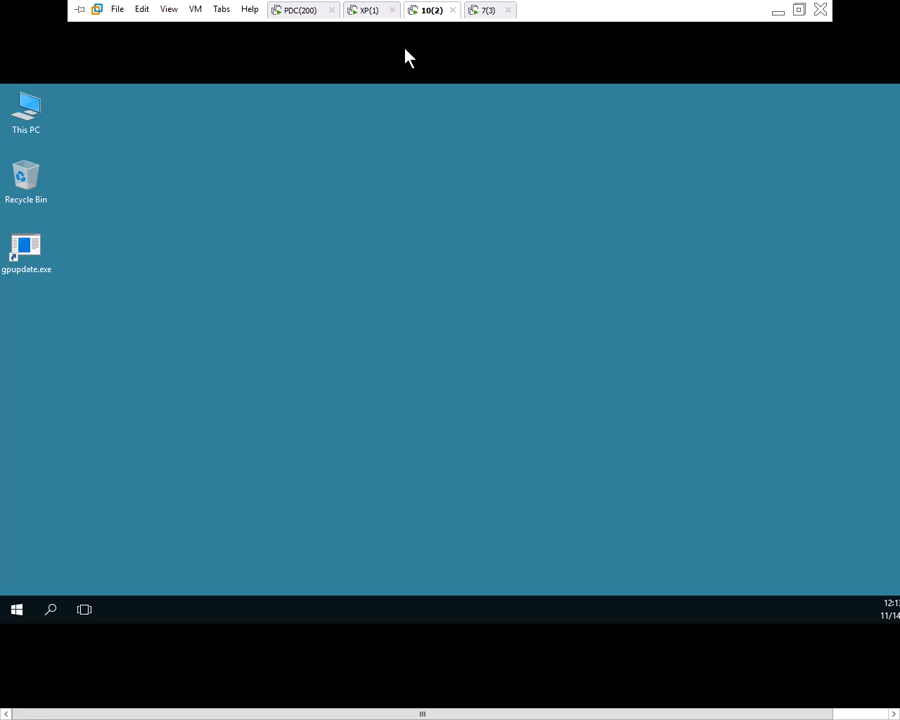 File Edit View VM Tabs Help PDC(200) XP(1) 10(2) 7(3)
This PC
Recycle Bin
gpupdate.exe
12:1
11/14